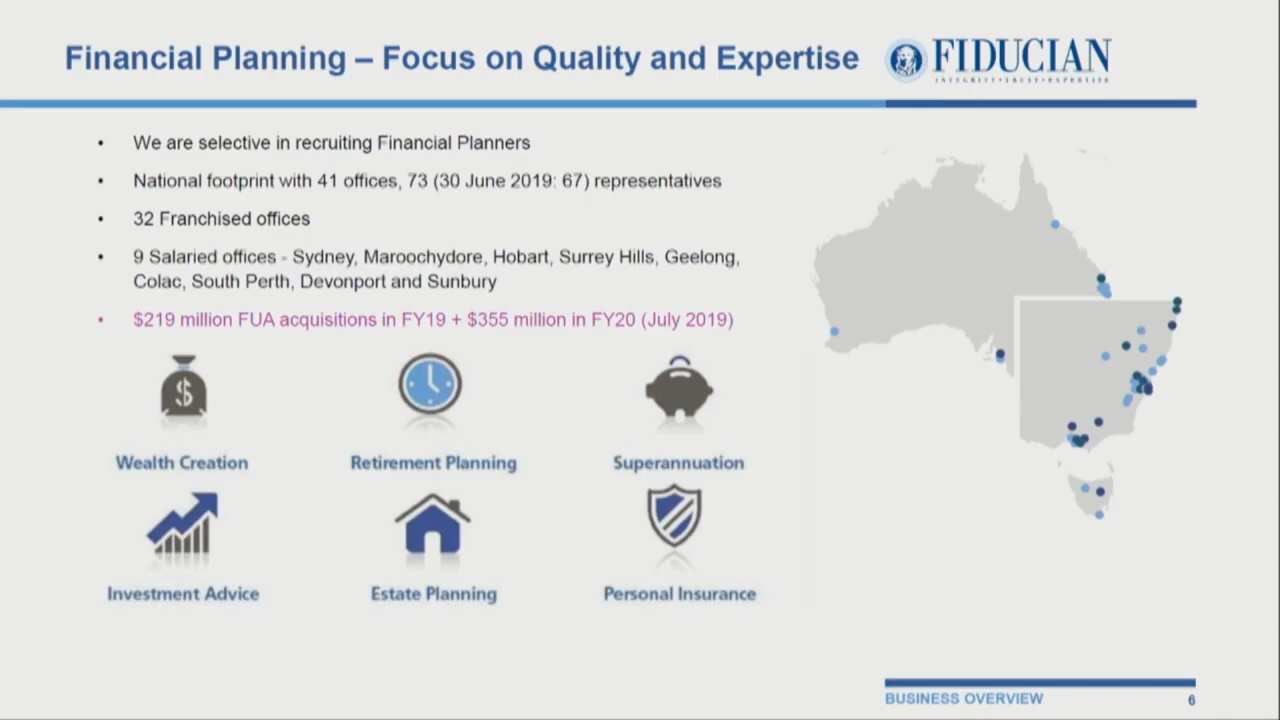 Financial Planning – Focus on Quality and Expertise
FIDUCIAN
INTEGRITY • TRUST • EXPERTISE
• We are selective in recruiting Financial Planners
• National footprint with 41 offices, 73 (30 June 2019: 67) representatives
• 32 Franchised offices
• 9 Salaried offices - Sydney, Maroochydore, Hobart, Surrey Hills, Geelong,
Colac, South Perth, Devonport and Sunbury
• $219 million FUA acquisitions in FY19 + $355 million in FY20 (July 2019)
$
Wealth Creation
Retirement Planning
Superannuation
Investment Advice
Estate Planning
Personal Insurance
BUSINESS OVERVIEW
6